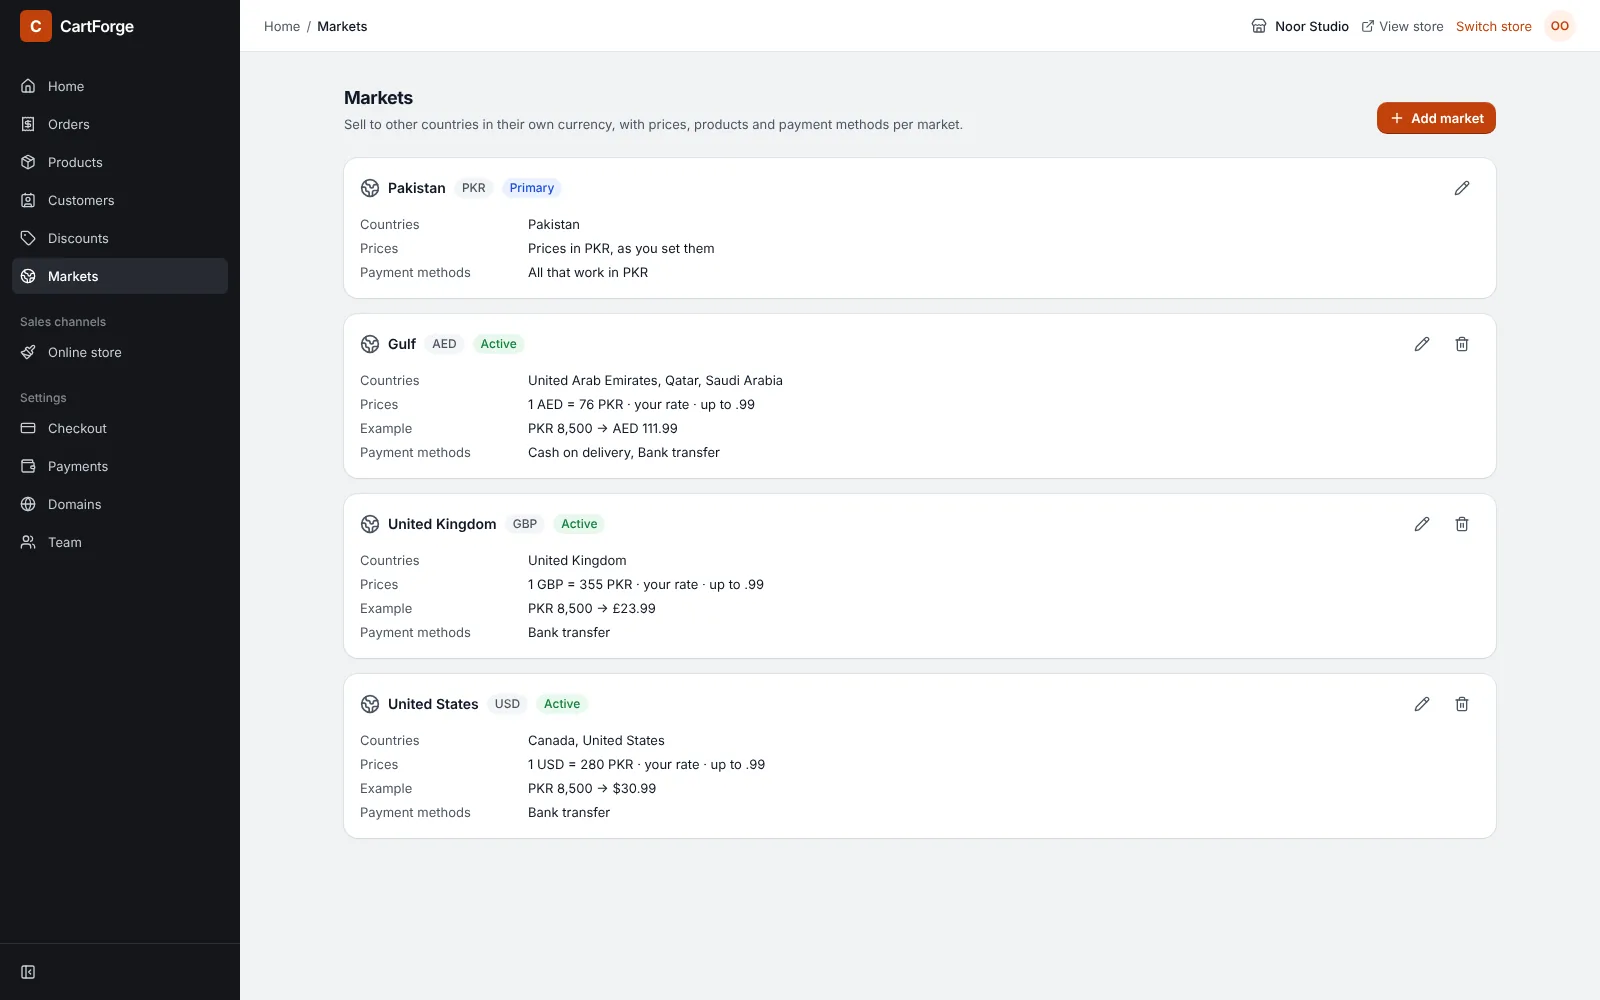 C CartForge
Home / Markets
Noor Studio View store Switch store OO
Home
Orders
Products
Customers
Discounts
Markets
Sales channels
Online store
Settings
Checkout
Payments
Domains
Team
Markets
Sell to other countries in their own currency, with prices, products and payment methods per market.
+ Add market
Pakistan PKR Primary
Countries Pakistan
Prices Prices in PKR, as you set them
Payment methods All that work in PKR
Gulf AED Active
Countries United Arab Emirates, Qatar, Saudi Arabia
Prices 1 AED = 76 PKR · your rate · up to .99
Example PKR 8,500 → AED 111.99
Payment methods Cash on delivery, Bank transfer
United Kingdom GBP Active
Countries United Kingdom
Prices 1 GBP = 355 PKR · your rate · up to .99
Example PKR 8,500 → £23.99
Payment methods Bank transfer
United States USD Active
Countries Canada, United States
Prices 1 USD = 280 PKR · your rate · up to .99
Example PKR 8,500 → $30.99
Payment methods Bank transfer